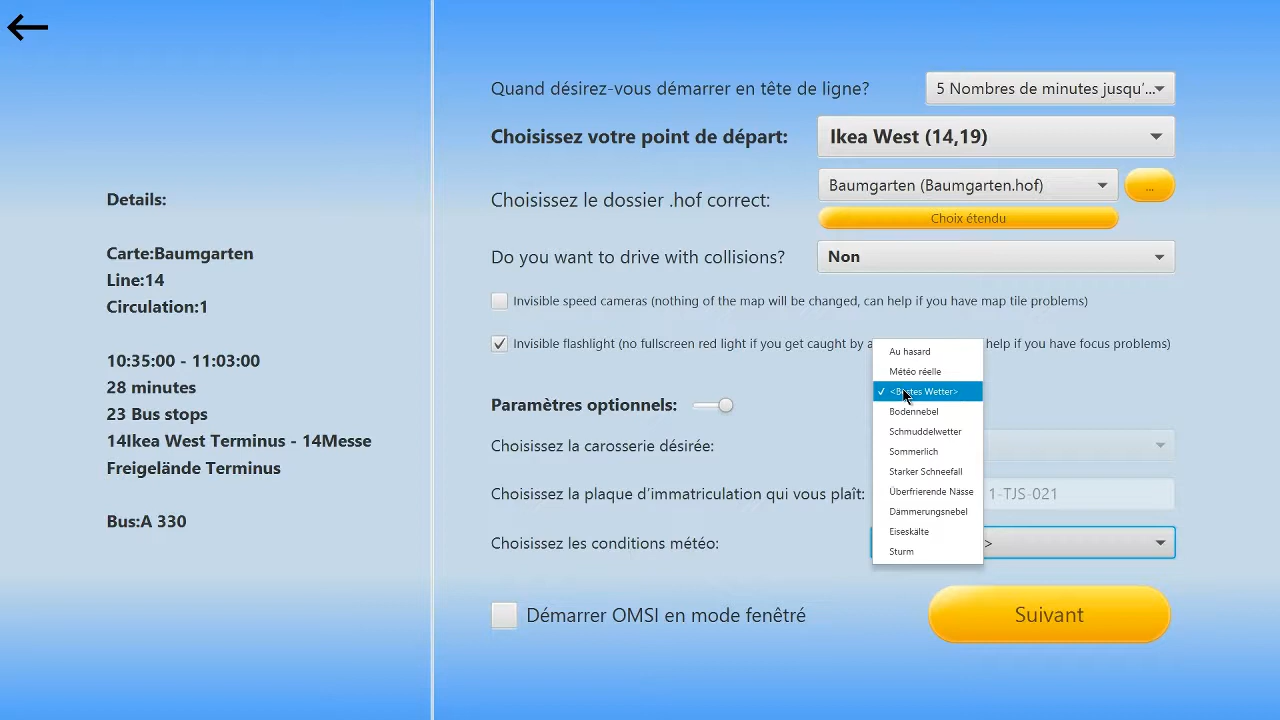 Quand désirez-vous démarrer en tête de ligne?
5 Nombres de minutes jusqu'...
Choisissez votre point de départ:
Ikea West (14,19)
Choisissez le dossier .hof correct:
Baumgarten (Baumgarten.hof)
...
Choix étendu
Do you want to drive with collisions?
Non
Invisible speed cameras (nothing of the map will be changed, can help if you have map tile problems)
Invisible flashlight (no fullscreen red light if you get caught by a
help if you have focus problems)
Paramètres optionnels:
Choisissez la carosserie désirée:
Choisissez la plaque d'immatriculation qui vous plaît:
1-TJS-021
Choisissez les conditions météo:
>
Au hasard
Météo réelle
Wetter>
Bodennebel
Schmuddelwetter
Sommerlich
Starker Schneefall
Überfrierende Nässe
Dämmerungsnebel
Eiseskälte
Sturm
Démarrer OMSI en mode fenêtré
Suivant
Details:
Carte:Baumgarten
Line:14
Circulation:1
10:35:00 - 11:03:00
28 minutes
23 Bus stops
14Ikea West Terminus - 14Messe
Freigelände Terminus
Bus:A 330